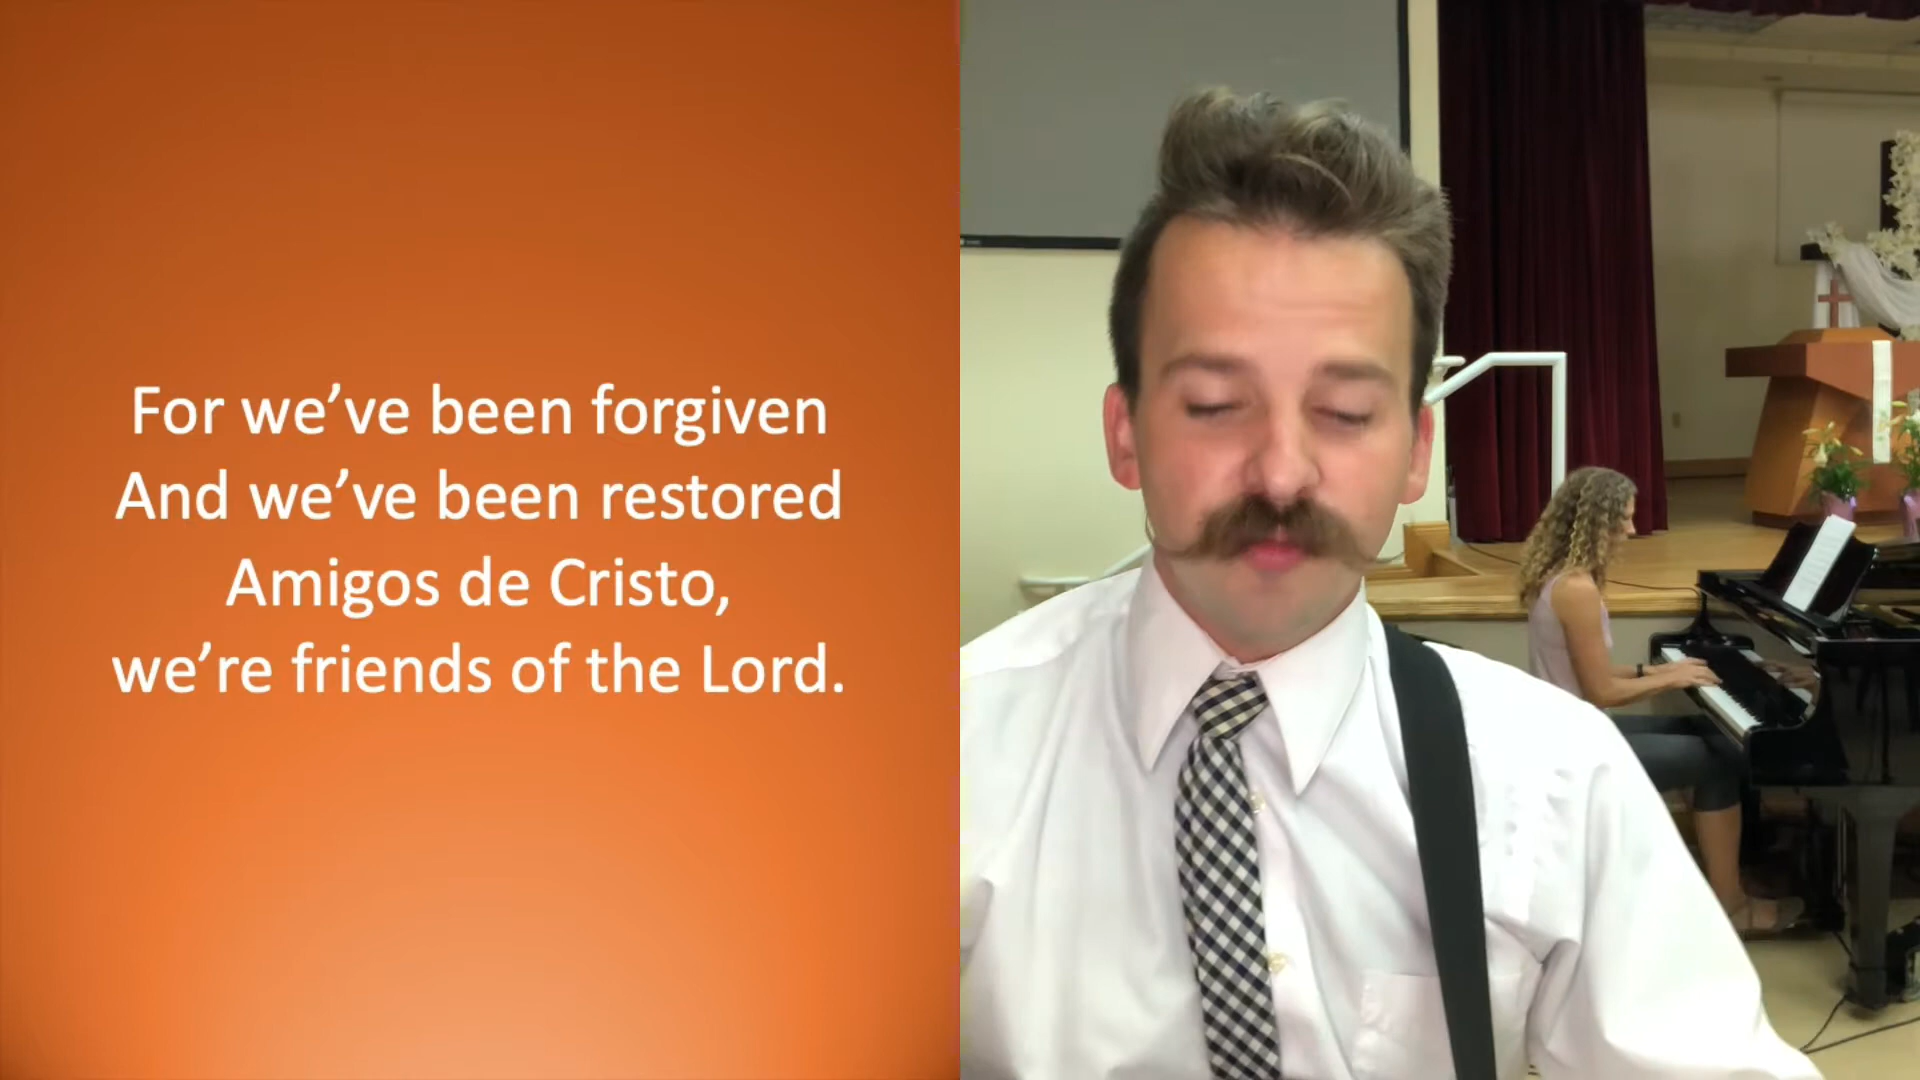 For we’ve been forgiven
And we’ve been restored
Amigos de Cristo,
we’re friends of the Lord.